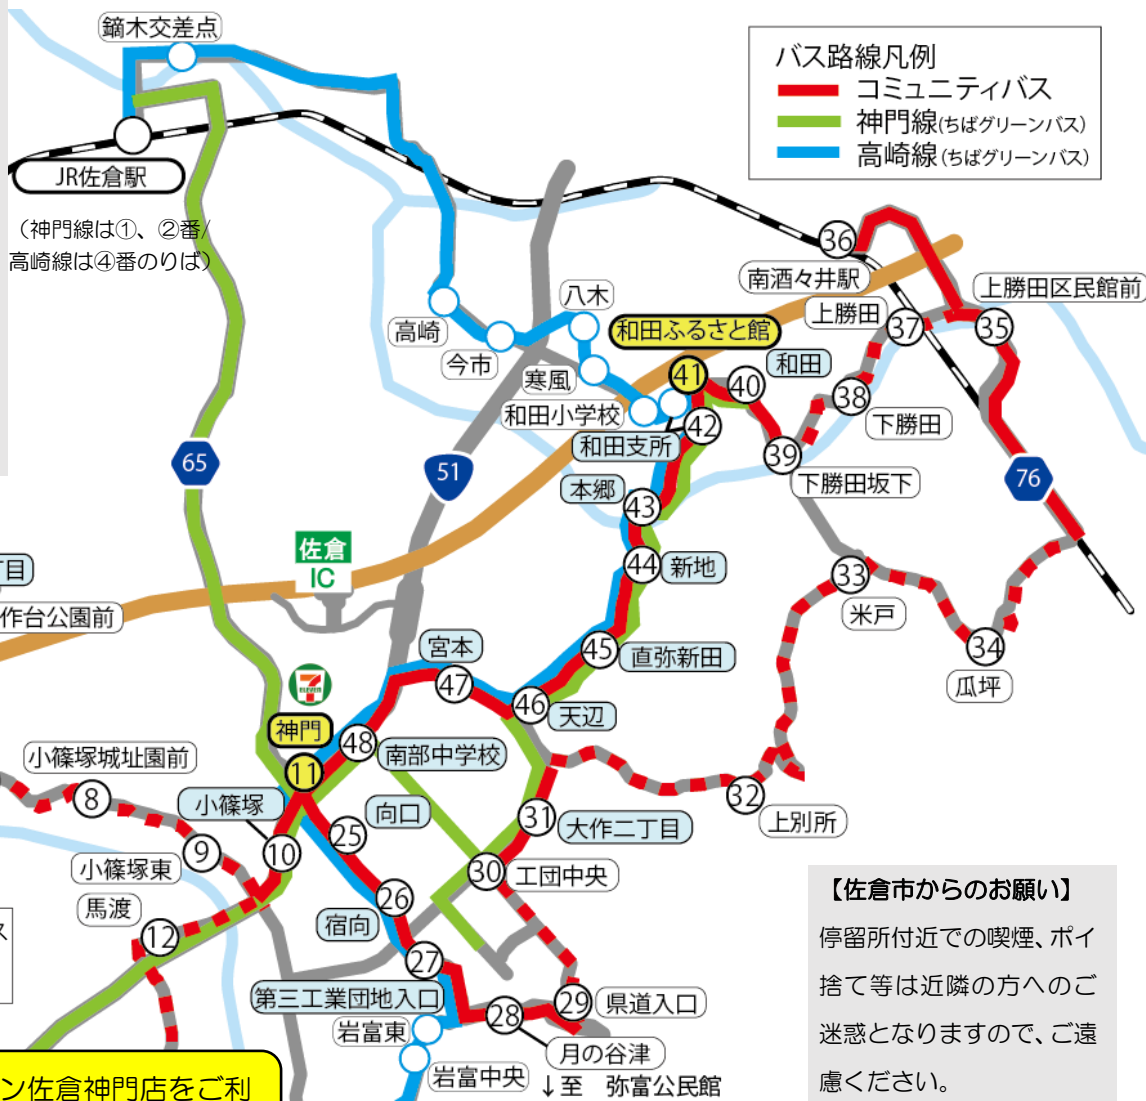 鏑木交差点
バス路線凡例
コミュニティバス
神門線(ちばグリーンバス)
高崎線(ちばグリーンバス)
JR佐倉駅
(神門線は①、②番/
高崎線は④番のりば)
36
南酒々井駅
上勝田区民館前
八木
上勝田
37
35
高崎
和田ふるさと館
今市
寒風
41
40
和田
38
和田小学校
下勝田
42
和田支所
39
65
51
76
本郷
下勝田坂下
43
佐倉
IC
44
新地
丁目
33
作台公園前
米戸
34
宮本
45
直弥新田
瓜坪
47
46
天辺
7
ELEVEN
神門
48
南部中学校
小篠塚城址園前
11
8
小篠塚
32
上別所
向口
31
大作二丁目
25
9
10
小篠塚東
30
工団中央
馬渡
26
12
宿向
ス
27
第三工業団地入口
29
県道入口
28
岩富東
月の谷津
岩富中央
↓至 弥富公民館
ン佐倉神門店をご利
【佐倉市からのお願い】
停留所付近での喫煙、ポイ
捨て等は近隣の方へのご
迷惑となりますので、ご遠
慮ください。